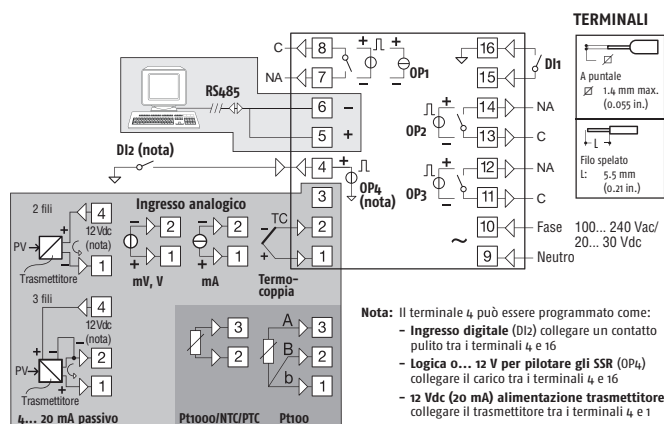 TERMINALI
C
8
+
+
OP1
16
DI1
NA
7
-
-
15
A puntale
1.4 mm max.
(0.055 in.)
RS485
6
-
5
+
OP2
+
-
14
NA
13
C
DI2 (nota)
4
OP4
(nota)
OP3
+
-
12
NA
11
C
Filo spelato
L
L: 5.5 mm
(0.21 in.)
3
Ingresso analogico
2 fili
4
12Vdc
(nota)
+
PV
-
1
Trasmettitore
-
2
+
1
mV, V
-
2
+
1
mA
TC
-
2
+
1
Termo-
coppia
~
10
Fase
9
Neutro
100... 240 Vac/
20... 30 Vdc
3 fili
4
12Vdc
(nota)
+
-
+
2
PV
-
1
Trasmettitore
4... 20 mA passivo
3
2
Pt1000/NTC/PTC
A
3
B
2
b
1
Pt100
Nota: Il terminale 4 può essere programmato come:
– Ingresso digitale (DI2) collegare un contatto
pulito tra i terminali 4 e 16
– Logica 0... 12 V per pilotare gli SSR (OP4)
collegare il carico tra i terminali 4 e 16
– 12 Vdc (20 mA) alimentazione trasmettitore
collegare il trasmettitore tra i terminali 4 e 1